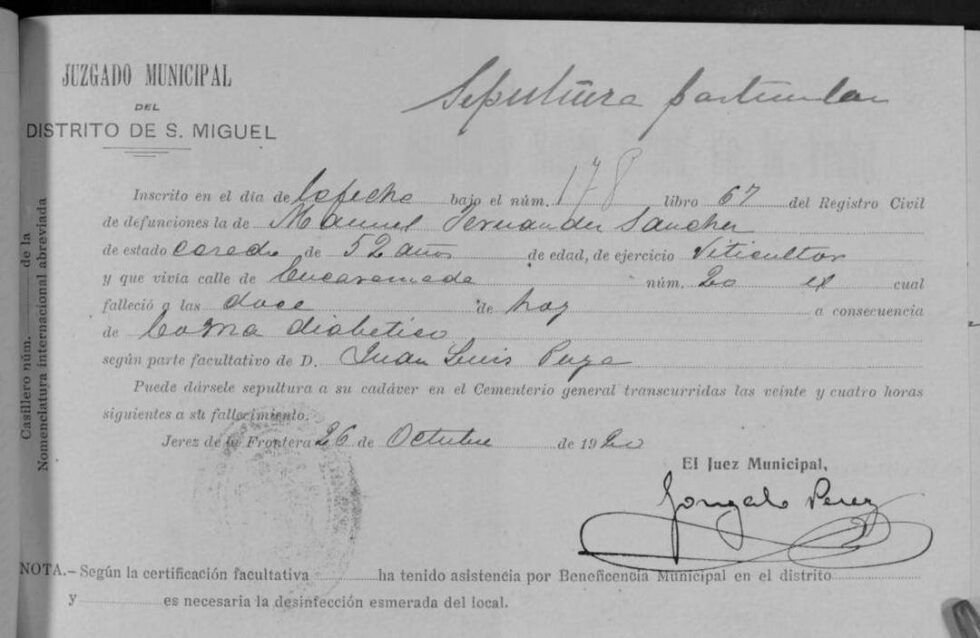 JUZGADO MUNICIPAL
DEL
DISTRITO DE S. MIGUEL
Sepultura particular
Inscrito en el día de la fecha bajo el núm. 178 libro 67 del Registro Civil
de defunciones la de Manuel Fernandez Sanchez
de estado casado de 52 años de edad, de ejercicio Viticultor
y que vivía calle de Encaramada núm. 20 el cual
falleció a las doce de hoy a consecuencia
de Coma diabetico
según parte facultativo de D. Juan Luis
Puede dársele sepultura a su cadáver en el Cementerio general transcurridas las veinte y cuatro horas
siguientes a su fallecimiento.
Jerez de la Frontera 26 de Octubre de 1920
El Juez Municipal,
Gonzalo Perez
NOTA.- Según la certificación facultativa ha tenido asistencia por Beneficencia Municipal en el distrito
y es necesaria la desinfección esmerada del local.
Casillero núm. de la
Nomenclatura internacional abreviada